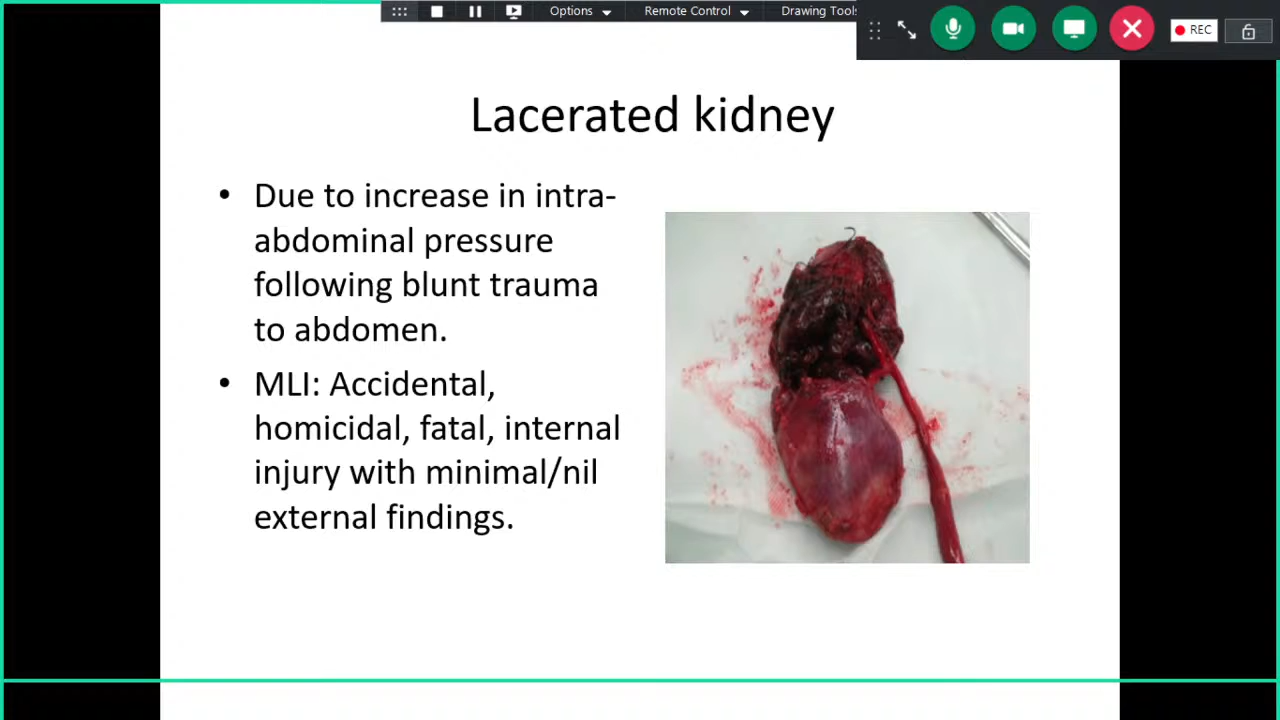 Options
Remote Control
Drawing Tools
REC
Lacerated kidney
• Due to increase in intra-
abdominal pressure
following blunt trauma
to abdomen.
• MLI: Accidental,
homicidal, fatal, internal
injury with minimal/nil
external findings.